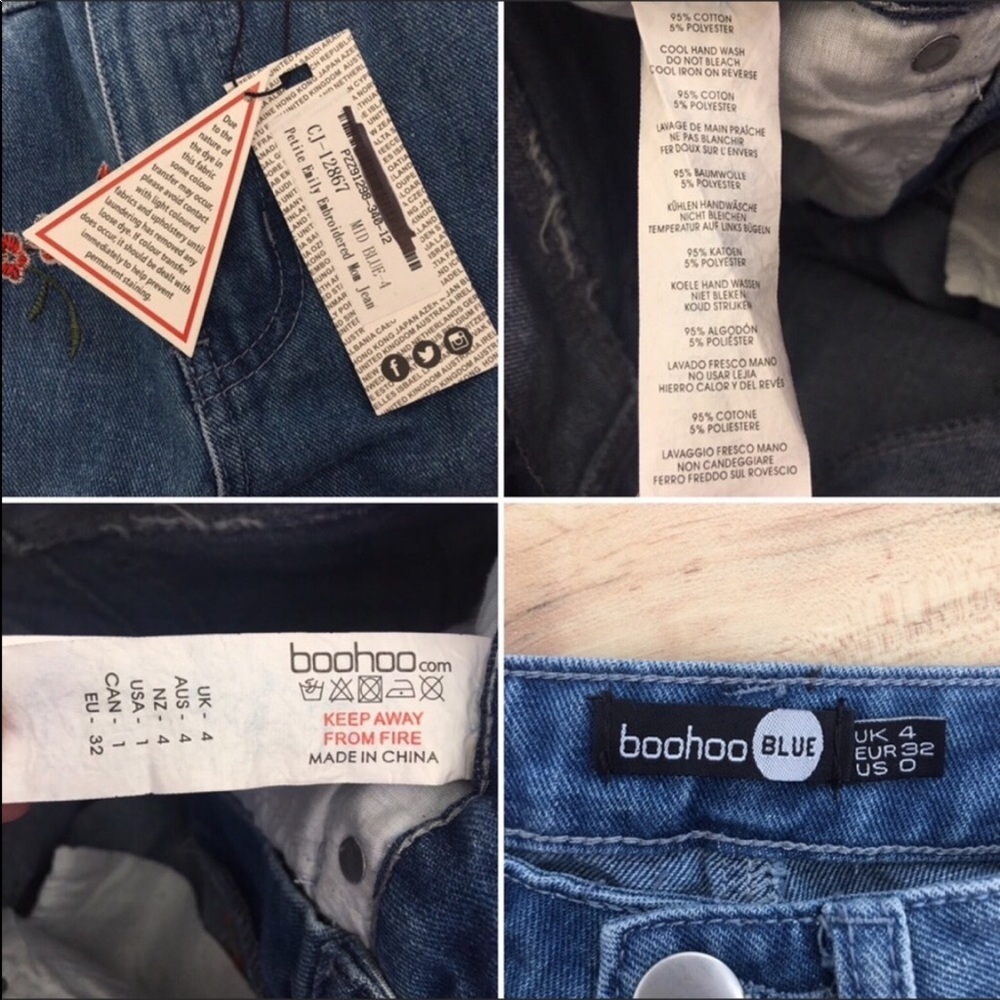 Due
to the
nature of
the dye in
this fabric
some colour
transfer may occur,
please avoid contact
with light coloured
fabrics and upholstery until
laundering has removed any
loose dye. If colour transfer
does occur, it should be dealt with
immediately to help prevent
permanent staining.
PZZ91298-340-12
CJ-12867 MID BLUE-4
Petite Emily Embroidered Mom Jean
95% COTTON
5% POLYESTER
COOL HAND WASH
DO NOT BLEACH
COOL IRON ON REVERSE
95% COTON
5% POLYESTER
LAVAGE DE MAIN PRAÎCHE
NE PAS BLANCHIR
FER DOUX SUR L'ENVERS
95% BAUMWOLLE
5% POLYESTER
KÜHLEN HANDWÄSCHE
NICHT BLEICHEN
TEMPERATUR AUF LINKS BÜGELN
95% KATOEN
5% POLYESTER
KOELE HAND WASSEN
NIET BLEKEN
KOUD STRIJKEN
95% ALGODÓN
5% POLIÉSTER
LAVADO FRESCO MANO
NO USAR LEJIA
HIERRO CALOR Y DEL REVÉS
95% COTONE
5% POLIESTERE
LAVAGGIO FRESCO MANO
NON CANDEGGIARE
FERRO FREDDO SUL ROVESCIO
UK - 4
AUS - 4
NZ - 4
USA - 1
CAN - 1
EU - 32
boohoo.com
KEEP AWAY
FROM FIRE
MADE IN CHINA
boohoo BLUE
UK 4
EUR 32
US 0